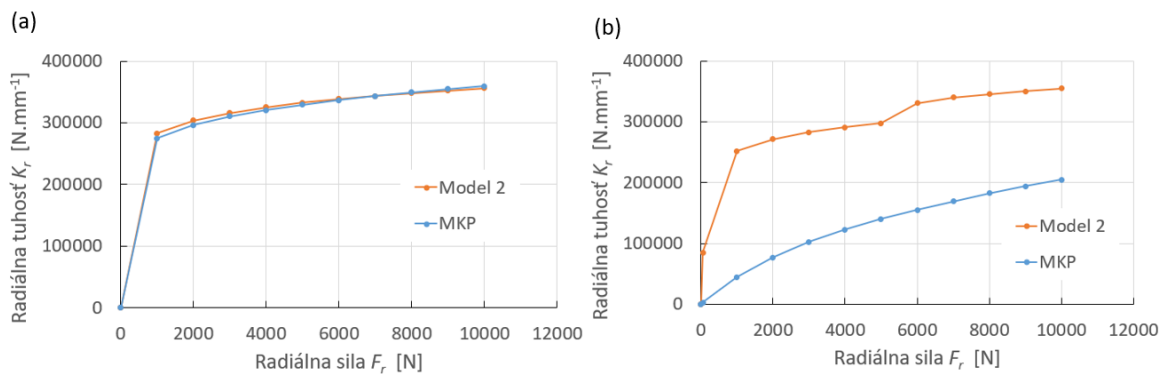 (a)
400000
300000
200000
100000
0
0 2000 4000 6000 8000 10000 12000
Radiálna tuhosť Kr [N.mm⁻¹]
Radiálna sila Fr [N]
Model 2
MKP
(b)
400000
300000
200000
100000
0
0 2000 4000 6000 8000 10000 12000
Radiálna tuhosť Kr [N.mm⁻¹]
Radiálna sila Fr [N]
Model 2
MKP